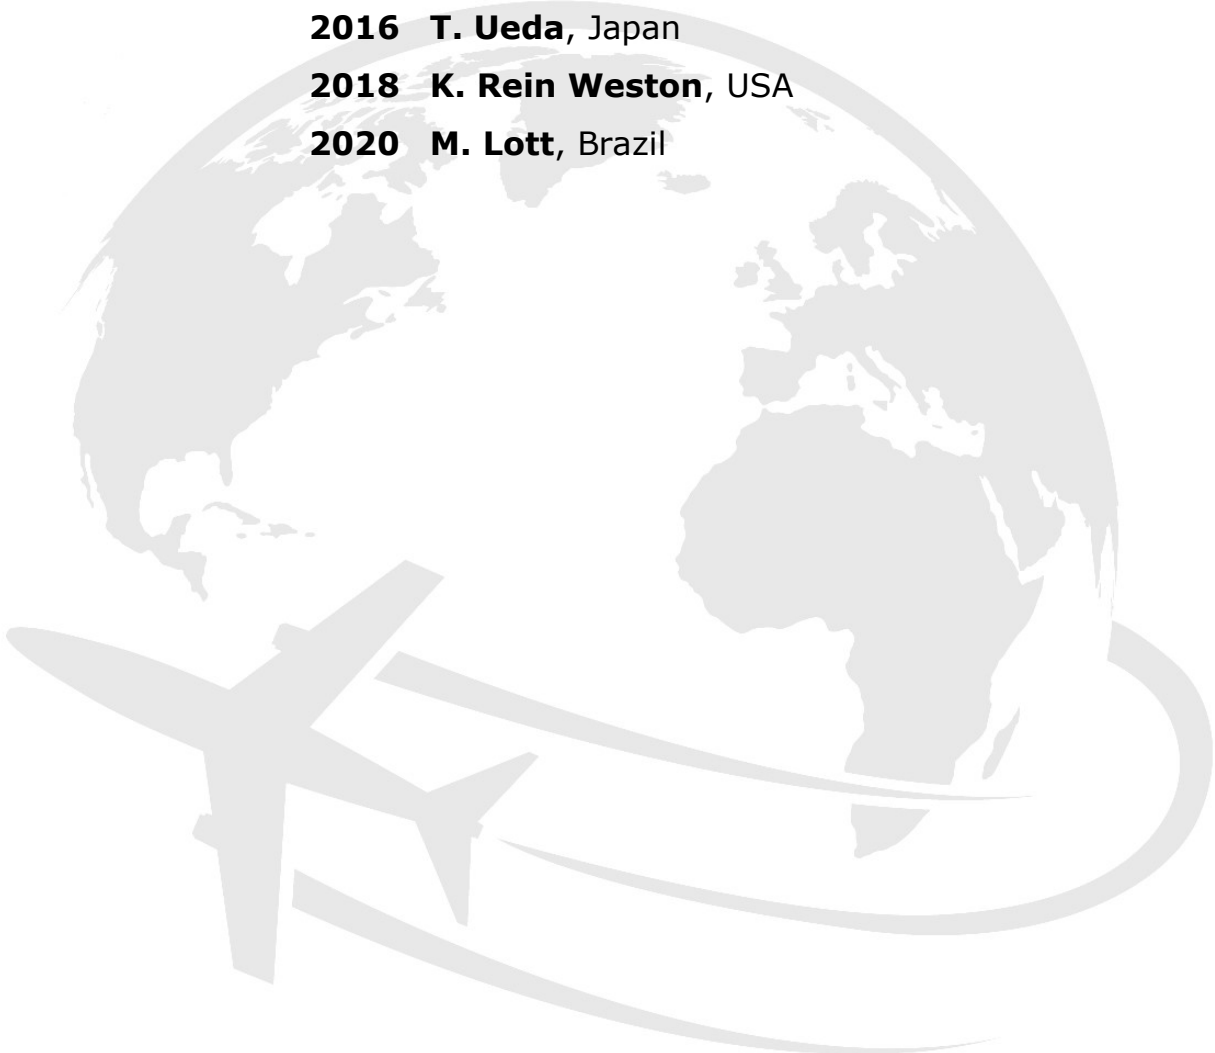 2016 T. Ueda, Japan
2018 K. Rein Weston, USA
2020 M. Lott, Brazil